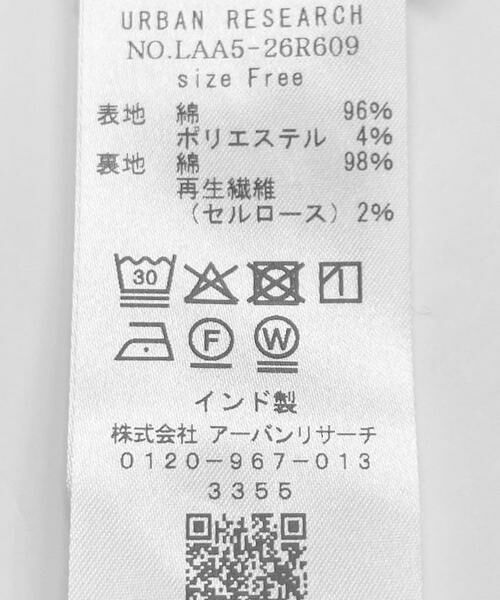 URBAN RESEARCH
NO.LAA5-26R609
size Free
表地 綿 96%
ポリエステル 4%
裏地 綿 98%
再生繊維
（セルロース） 2%
30
F W
インド製
株式会社 アーバンリサーチ
0120-967-013
3355